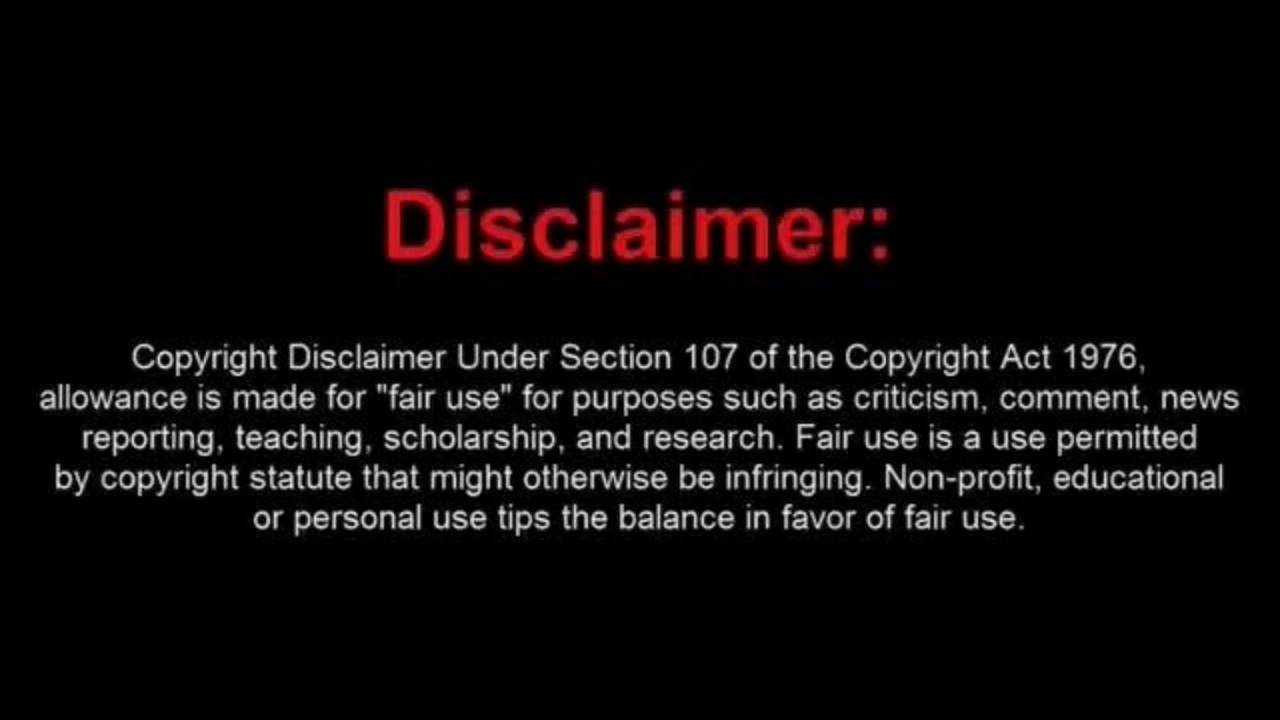 Disclaimer:
Copyright Disclaimer Under Section 107 of the Copyright Act 1976,
allowance is made for "fair use" for purposes such as criticism, comment, news
reporting, teaching, scholarship, and research. Fair use is a use permitted
by copyright statute that might otherwise be infringing. Non-profit, educational
or personal use tips the balance in favor of fair use.